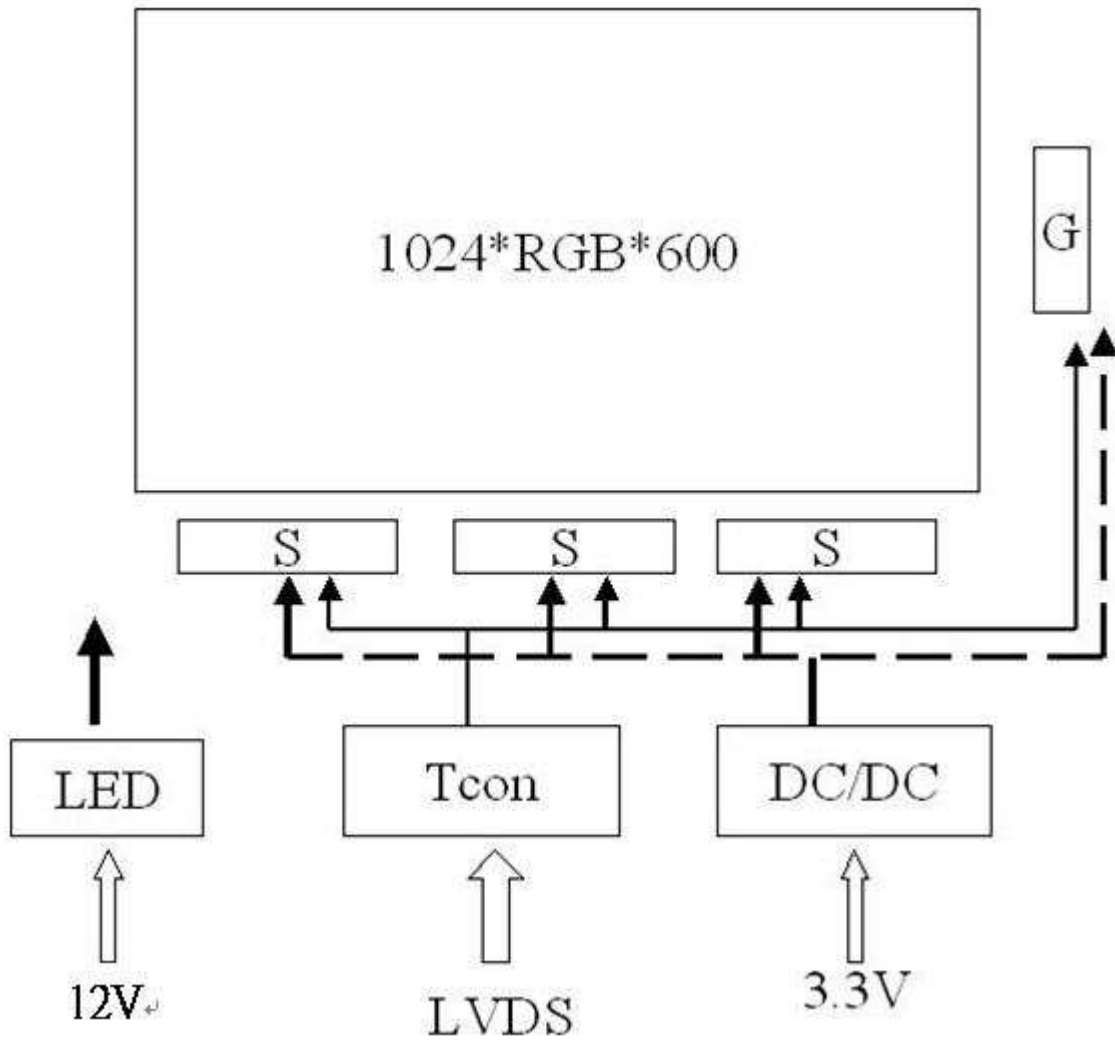 1024*RGB*600
G
S
S
S
LED
Tcon
DC/DC
12V
LVDS
3.3V